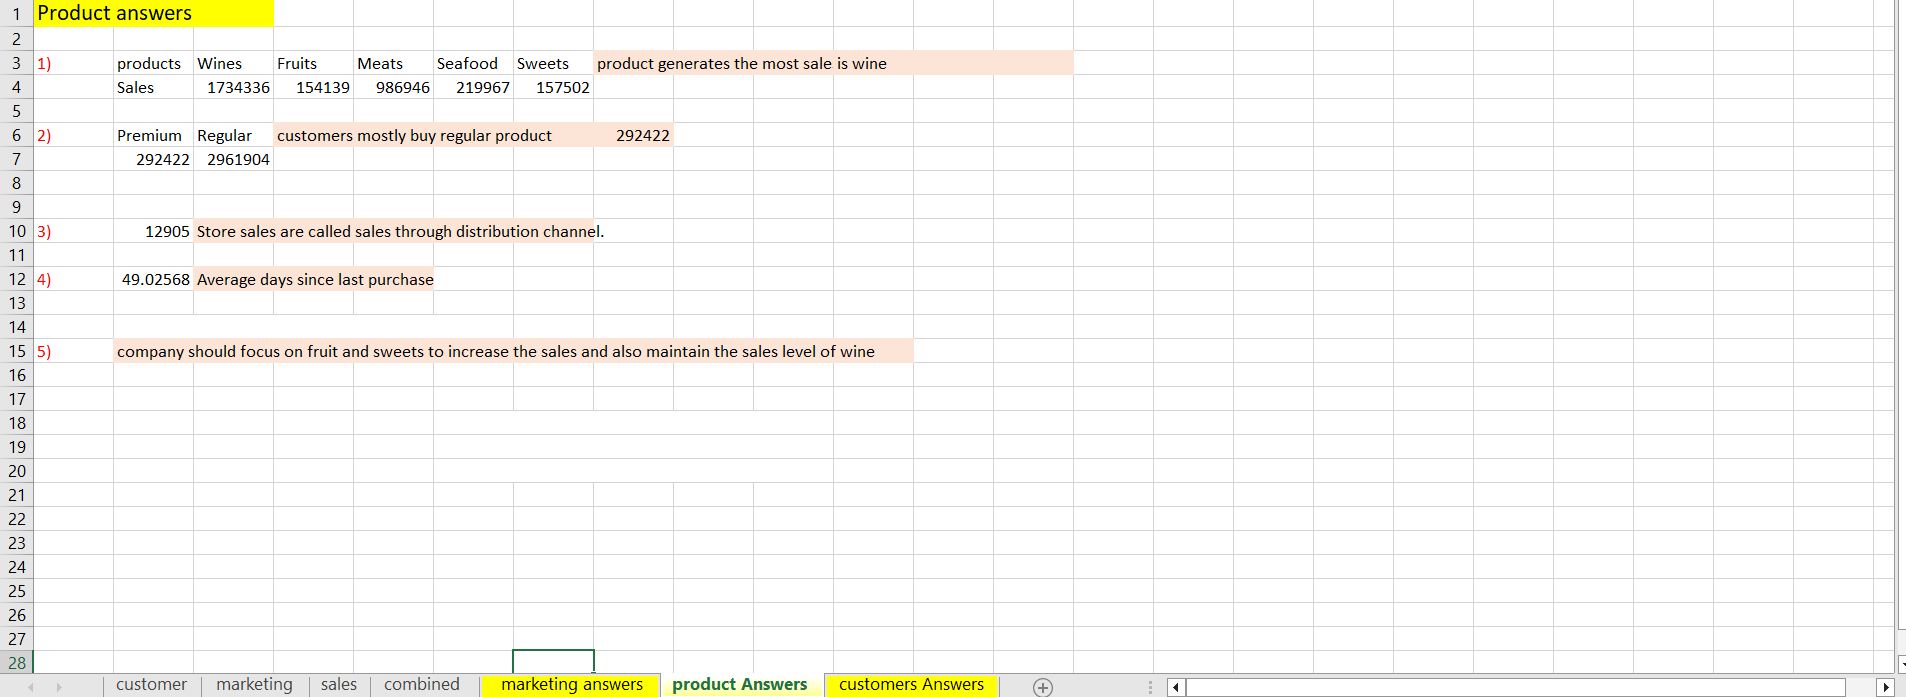 1 Product answers
2
3 1) products Wines Fruits Meats Seafood Sweets product generates the most sale is wine
4 Sales 1734336 154139 986946 219967 157502
5
6 2) Premium Regular customers mostly buy regular product 292422
7 292422 2961904
8
9
10 3) 12905 Store sales are called sales through distribution channel.
11
12 4) 49.02568 Average days since last purchase
13
14
15 5) company should focus on fruit and sweets to increase the sales and also maintain the sales level of wine
16
17
18
19
20
21
22
23
24
25
26
27
28
customer marketing sales combined marketing answers product Answers customers Answers